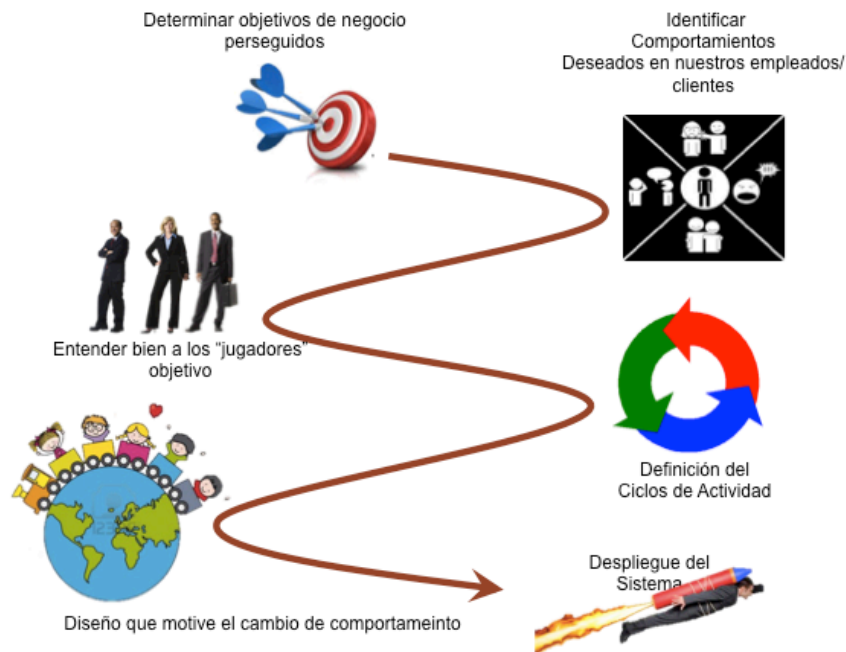 Determinar objetivos de negocio
perseguidos
Identificar
Comportamientos
Deseados en nuestros empleados/
clientes
Entender bien a los “jugadores”
objetivo
Definición del
Ciclos de Actividad
Diseño que motive el cambio de comportameinto
Despliegue del
Sistema